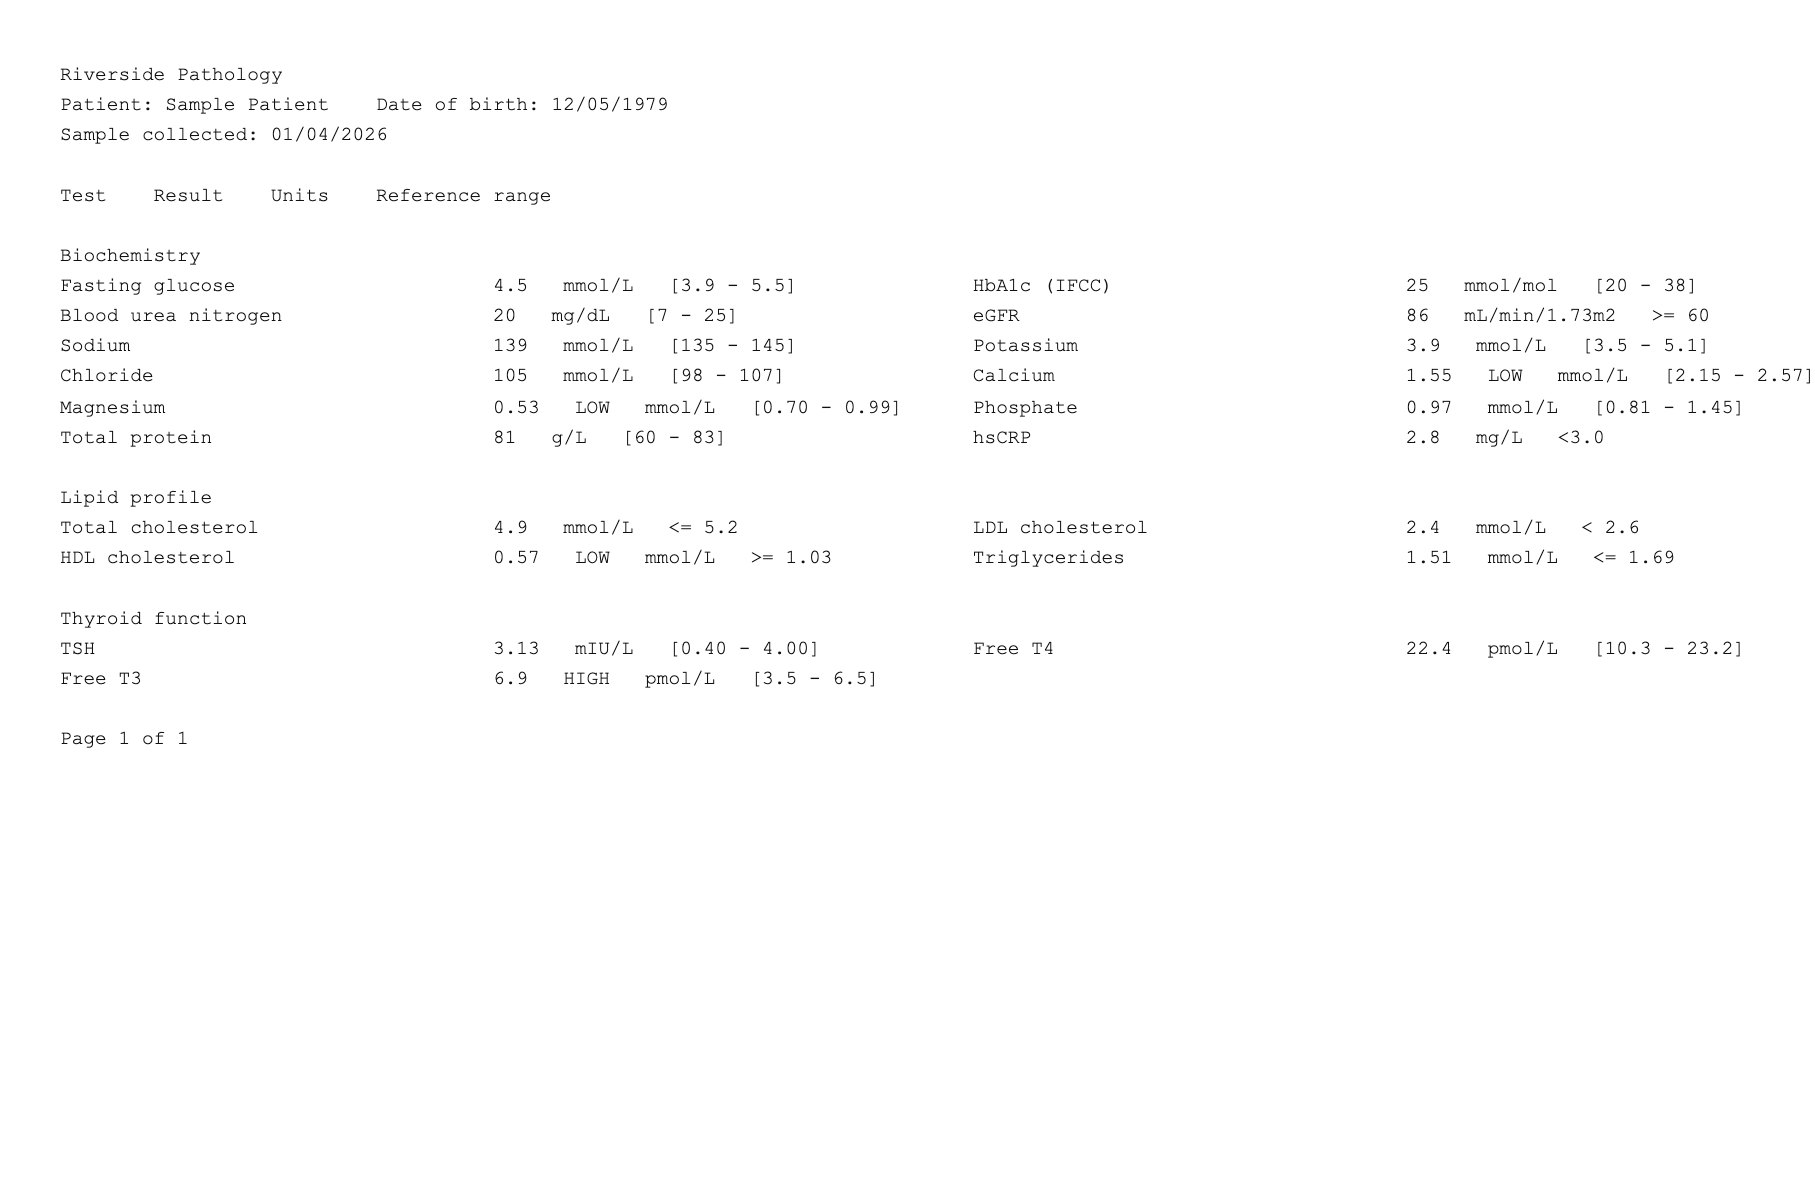 Riverside Pathology
Patient: Sample Patient    Date of birth: 12/05/1979
Sample collected: 01/04/2026
Test    Result    Units    Reference range
Biochemistry
Fasting glucose    4.5   mmol/L   [3.9 - 5.5]    HbA1c (IFCC)    25   mmol/mol   [20 - 38]
Blood urea nitrogen    20   mg/dL   [7 - 25]    eGFR    86   mL/min/1.73m2   >= 60
Sodium    139   mmol/L   [135 - 145]    Potassium    3.9   mmol/L   [3.5 - 5.1]
Chloride    105   mmol/L   [98 - 107]    Calcium    1.55   LOW   mmol/L   [2.15 - 2.57]
Magnesium    0.53   LOW   mmol/L   [0.70 - 0.99]    Phosphate    0.97   mmol/L   [0.81 - 1.45]
Total protein    81   g/L   [60 - 83]    hsCRP    2.8   mg/L   <3.0
Lipid profile
Total cholesterol    4.9   mmol/L   <= 5.2    LDL cholesterol    2.4   mmol/L   < 2.6
HDL cholesterol    0.57   LOW   mmol/L   >= 1.03    Triglycerides    1.51   mmol/L   <= 1.69
Thyroid function
TSH    3.13   mIU/L   [0.40 - 4.00]    Free T4    22.4   pmol/L   [10.3 - 23.2]
Free T3    6.9   HIGH   pmol/L   [3.5 - 6.5]
Page 1 of 1